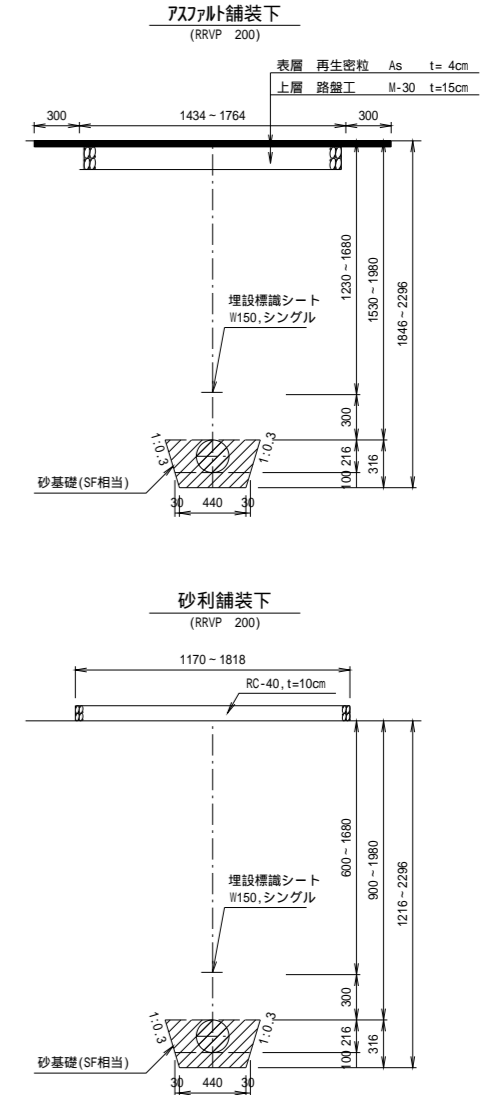 アスファルト舗装下
(RRVP 200)
表層 再生密粒 As t= 4cm
上層 路盤工 M-30 t=15cm
300 1434～1764 300
1230～1680
1530～1980
1846～2296
埋設標識シート
W150,シングル
300
1:0.3
1:0.3
216
316
100
砂基礎(SF相当)
30 440 30
砂利舗装下
(RRVP 200)
1170～1818
RC-40,t=10cm
600～1680
900～1980
1216～2296
埋設標識シート
W150,シングル
300
1:0.3
1:0.3
216
316
100
砂基礎(SF相当)
30 440 30